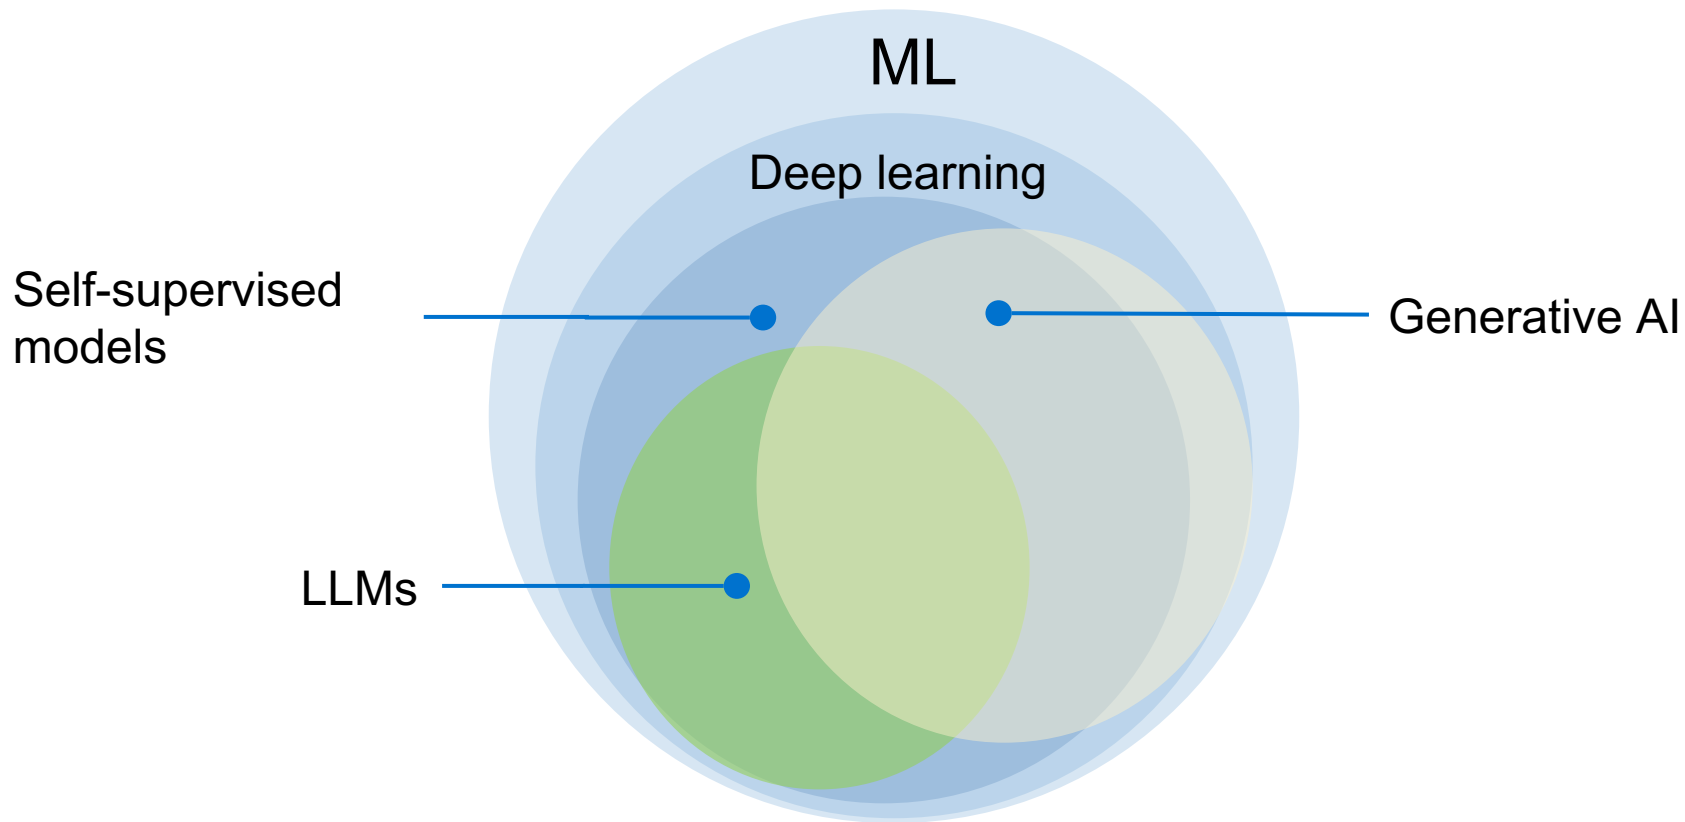 ML
Deep learning
Self-supervised
models
Generative AI
LLMs